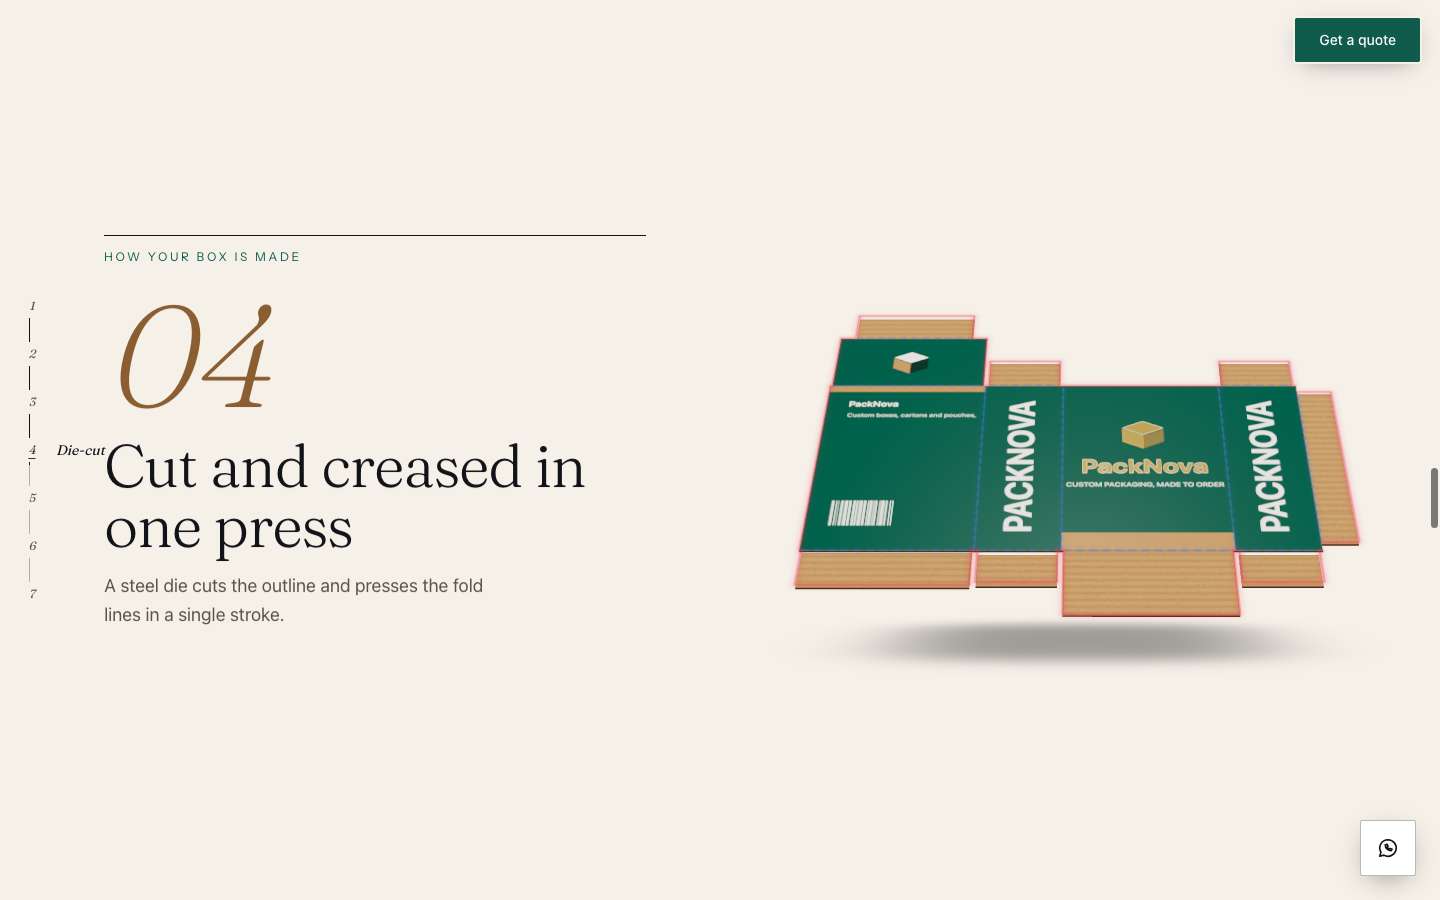 Get a quote
HOW YOUR BOX IS MADE
04
Cut and creased in
one press
A steel die cuts the outline and presses the fold
lines in a single stroke.
1
2
3
4 Die-cut
5
6
7
PackNova
Custom boxes, cartons and pouches,
PACKNOVA
PackNova
CUSTOM PACKAGING, MADE TO ORDER
PACKNOVA